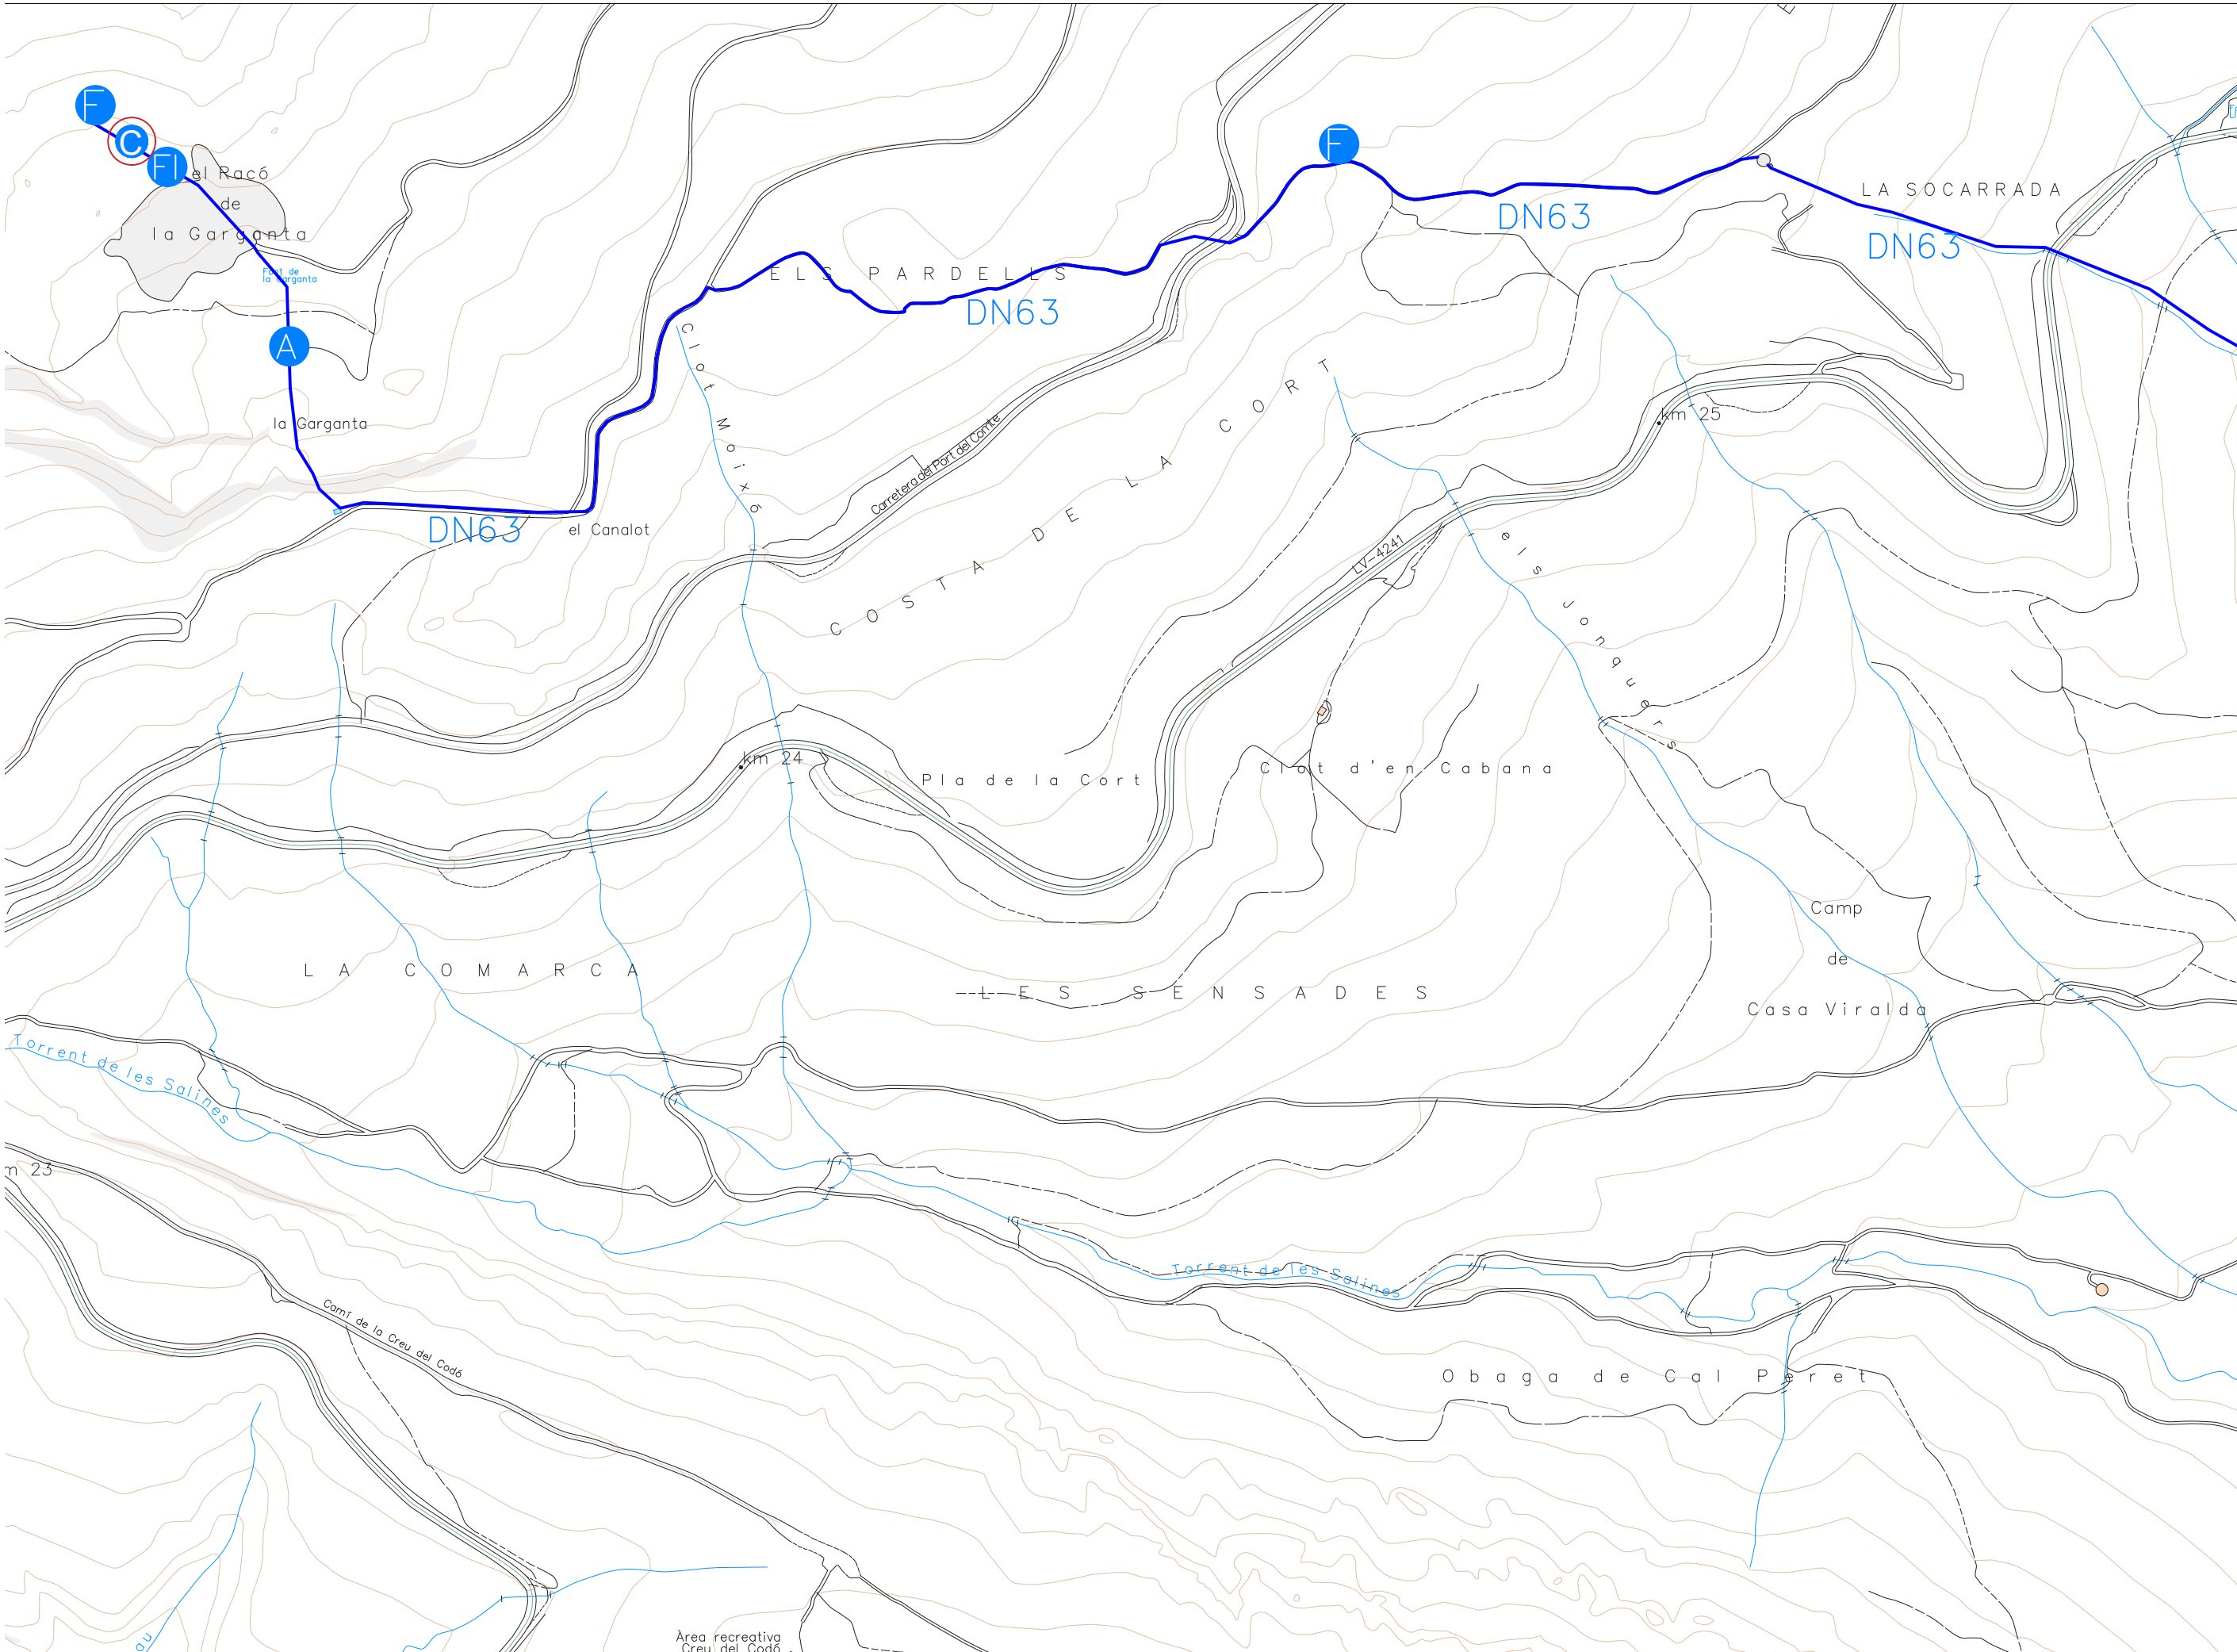 F
C
FI
el Racó
de
la Garganta
Font de
la Garganta
A
la Garganta
DN63
el Canalot
Clot Moixó
ELS PARDELLS
DN63
Carretera del Port del Comte
COSTA DE LA CORT
F
DN63
LA SOCARRADA
DN63
km 25
LV-4241
els Jonquers
km 24
Pla de la Cort
Clot d'en Cabana
Camp
de
Casa Viralda
LA COMARCA
LES SENSADES
Torrent de les Salines
m 23
Torrent de les Salines
Camí de la Creu del Codó
Obaga de Cal Peret
Àrea recreativa
Creu del Codó
au